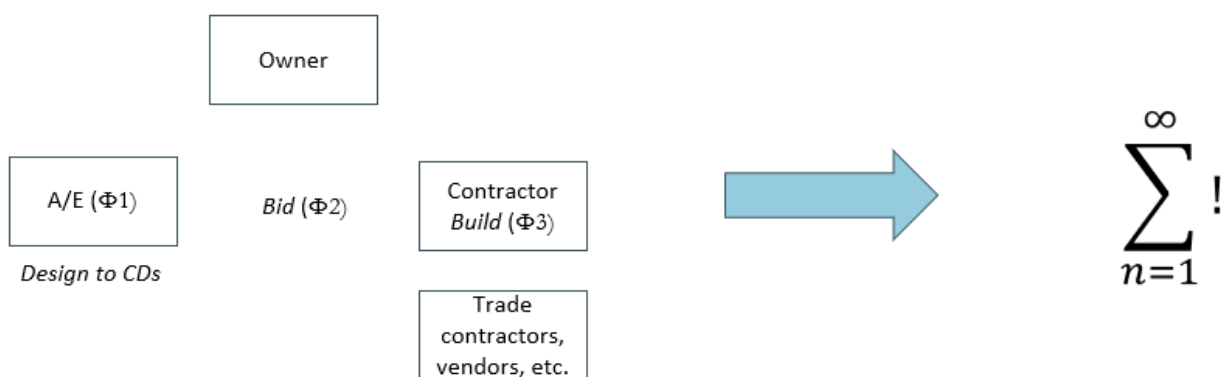 Owner
A/E (Φ1)
Design to CDs
Bid (Φ2)
Contractor
Build (Φ3)
Trade
contractors,
vendors, etc.
∞
∑ !
n=1